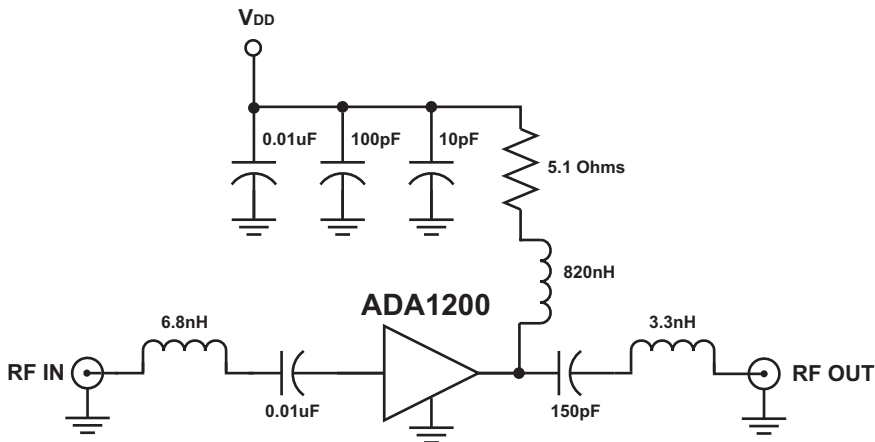 VDD
0.01uF
100pF
10pF
5.1 Ohms
820nH
ADA1200
6.8nH
3.3nH
RF IN
RF OUT
0.01uF
150pF